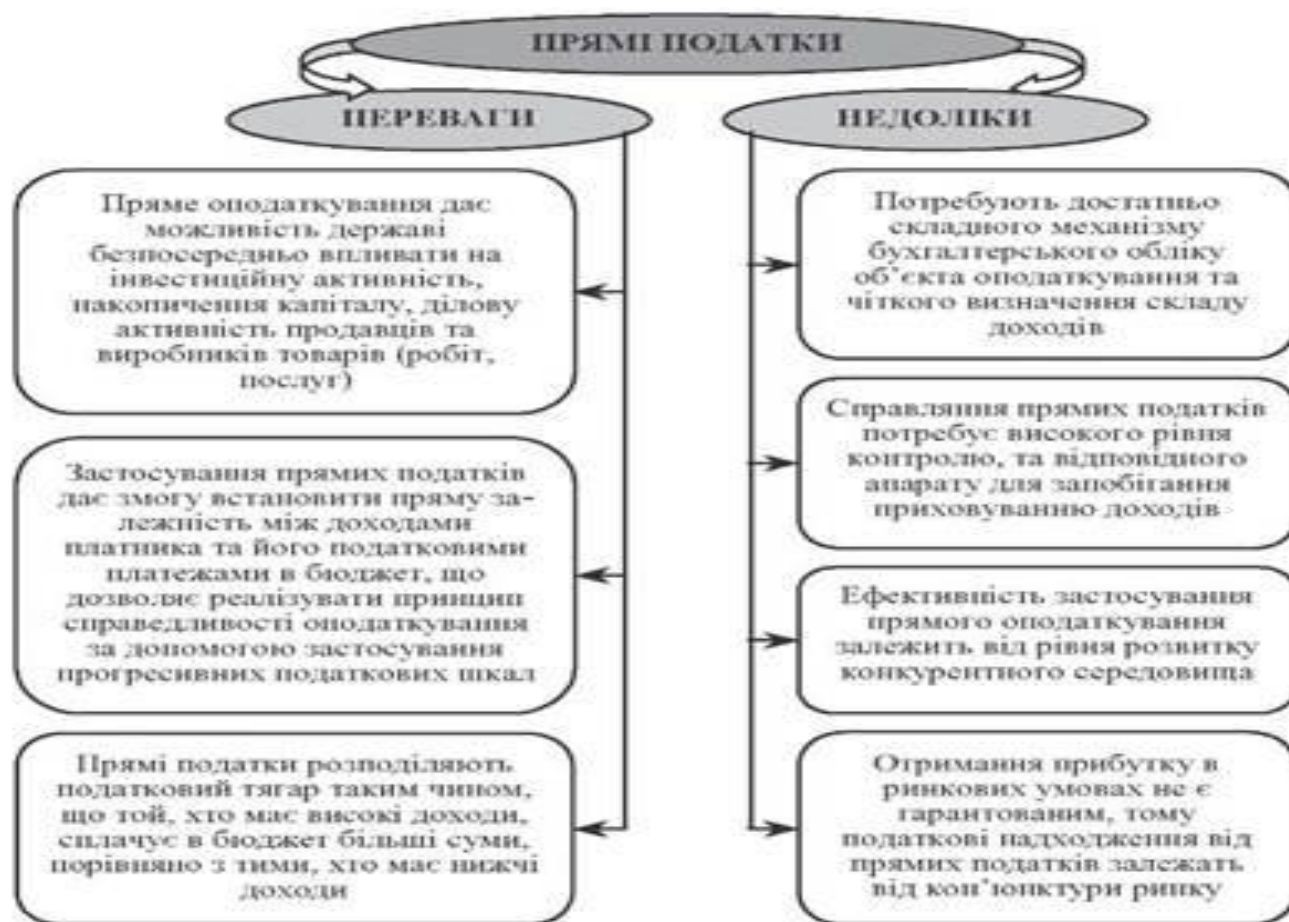 ПРЯМІ ПОДАТКИ
ПЕРЕВАГИ
Пряме оподаткування дає
можливість державі
безпосередньо впливати на
інвестиційну активність,
накопичення капіталу, ділову
активність продавців та
виробників товарів (робіт,
послуг)
Застосування прямих податків
дає змогу встановити пряму за-
лежність між доходами
платника та його податковими
платежами в бюджет, що
дозволяє реалізувати принцип
справедливості оподаткування
за допомогою застосування
прогресивних податкових шкал
Прямі податки розподіляють
податковий тягар таким чином,
що той, хто має високі доходи,
сплачує в бюджет більші суми,
порівняно з тими, хто має нижчі
доходи
НЕДОЛІКИ
Потребують достатньо
складного механізму
бухгалтерського обліку
об’єкта оподаткування та
чіткого визначення складу
доходів
Справляння прямих податків
потребує високого рівня
контролю, та відповідного
апарату для запобігання
приховуванню доходів
Ефективність застосування
прямого оподаткування
залежить від рівня розвитку
конкурентного середовища
Отримання прибутку в
ринкових умовах не є
гарантованим, тому
податкові надходження від
прямих податків залежать
від кон’юнктури ринку